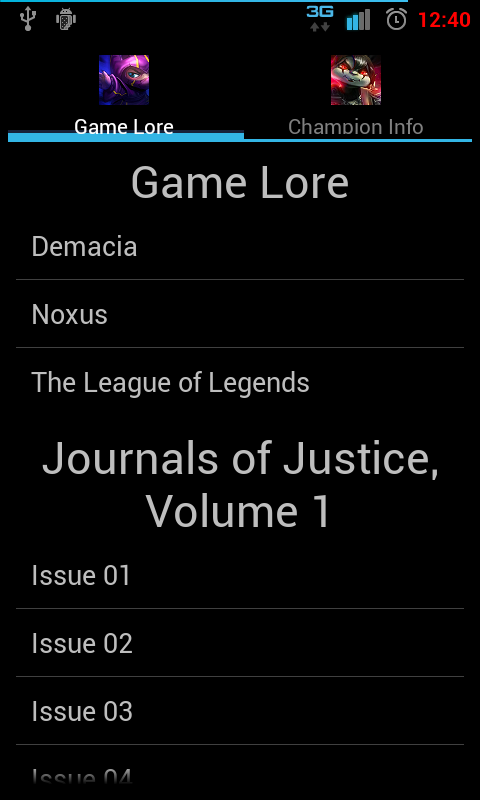 3G
12:40
Game Lore
Champion Info
Game Lore
Demacia
Noxus
The League of Legends
Journals of Justice,
Volume 1
Issue 01
Issue 02
Issue 03
Issue 04